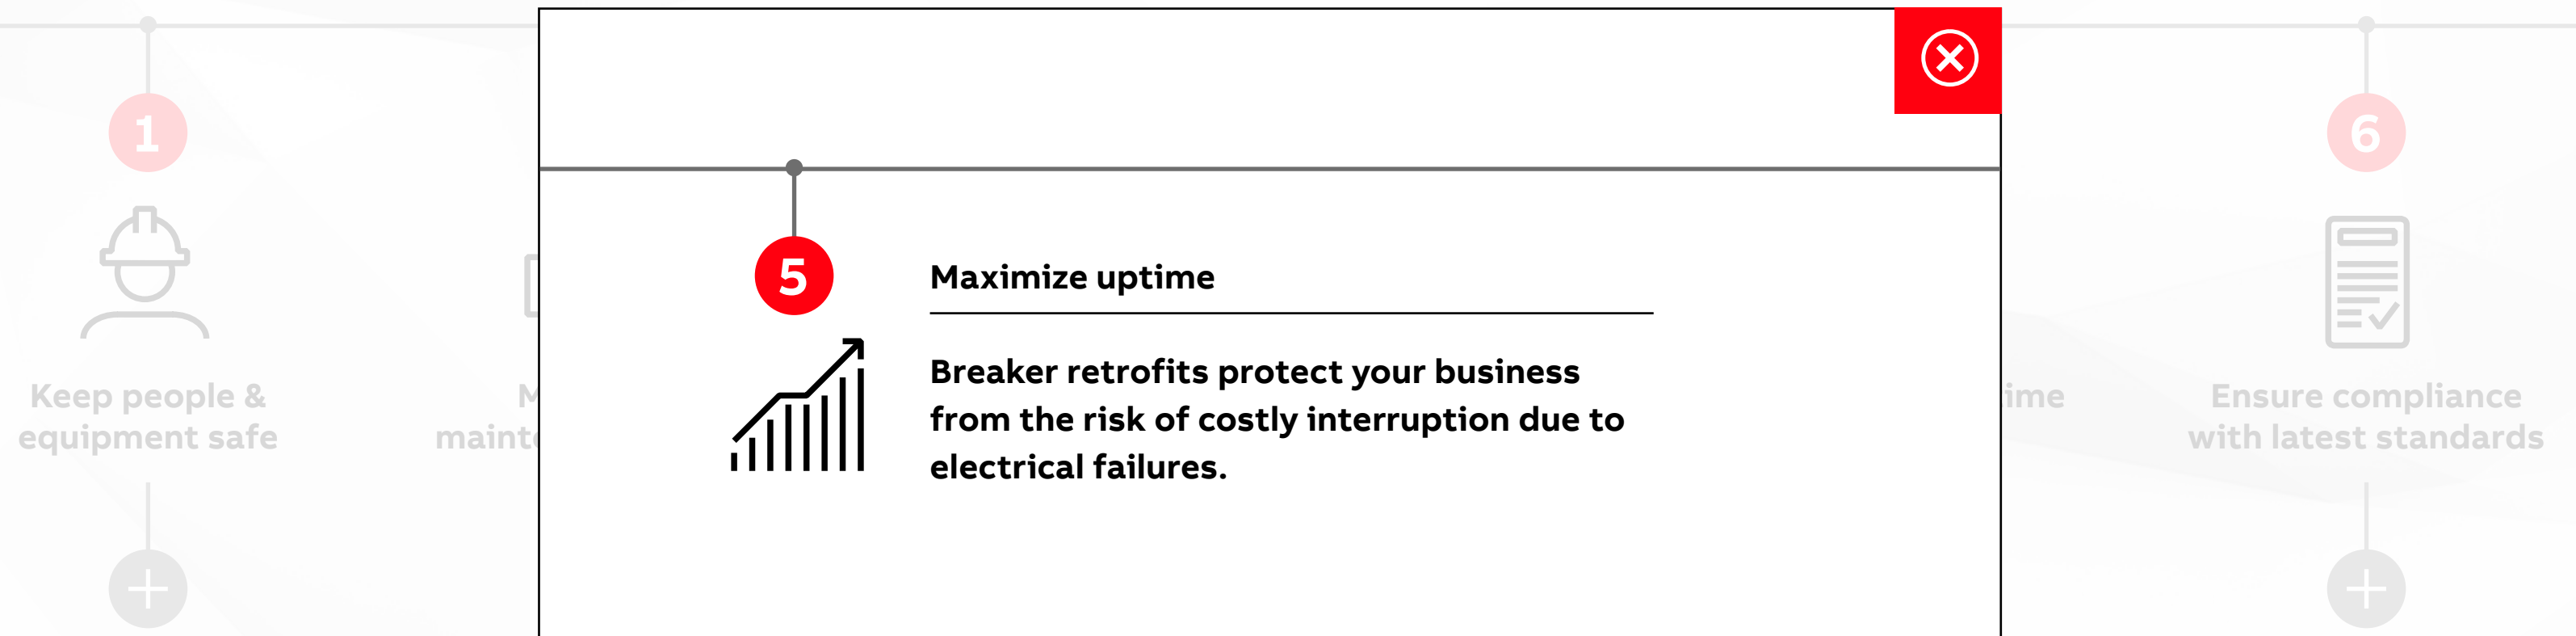 1
Keep people &
equipment safe
5
Maximize uptime
Breaker retrofits protect your business
from the risk of costly interruption due to
electrical failures.
6
Ensure compliance
with latest standards